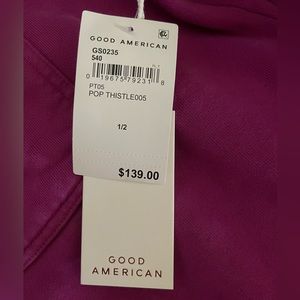 GOOD AMERICAN
GS0235
540
0 19675 79231 8
PT05
POP THISTLE005
1/2
$139.00
GOOD
AMERICAN